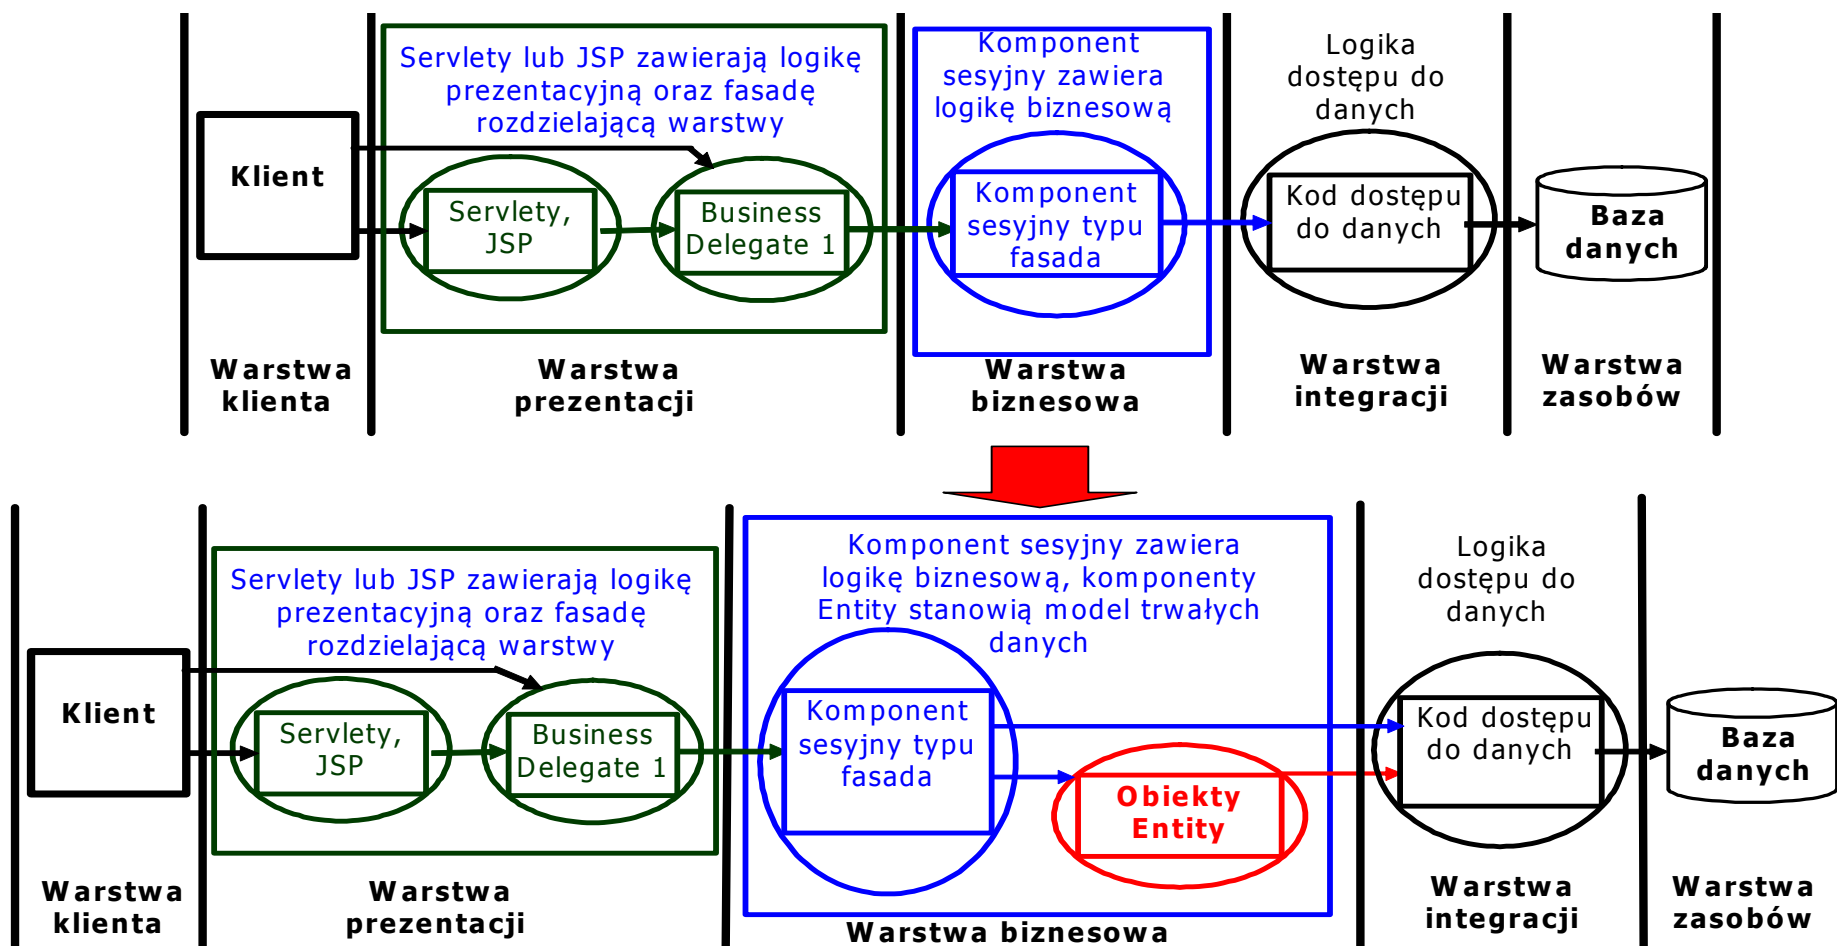 Servlety lub JSP zawierają logikę
prezentacyjną oraz fasadę
rozdzielającą warstwy
Komponent
sesyjny zawiera
logikę biznesową
Logika
dostępu do
danych
Klient
Servlety,
JSP
Business
Delegate 1
Komponent
sesyjny typu
fasada
Kod dostępu
do danych
Baza
danych
Warstwa
klienta
Warstwa
prezentacji
Warstwa
biznesowa
Warstwa
integracji
Warstwa
zasobów
Servlety lub JSP zawierają logikę
prezentacyjną oraz fasadę
rozdzielającą warstwy
Komponent sesyjny zawiera
logikę biznesową, komponenty
Entity stanowią model trwałych
danych
Logika
dostępu do
danych
Klient
Servlety,
JSP
Business
Delegate 1
Komponent
sesyjny typu
fasada
Obiekty
Entity
Kod dostępu
do danych
Baza
danych
Warstwa
klienta
Warstwa
prezentacji
Warstwa biznesowa
Warstwa
integracji
Warstwa
zasobów